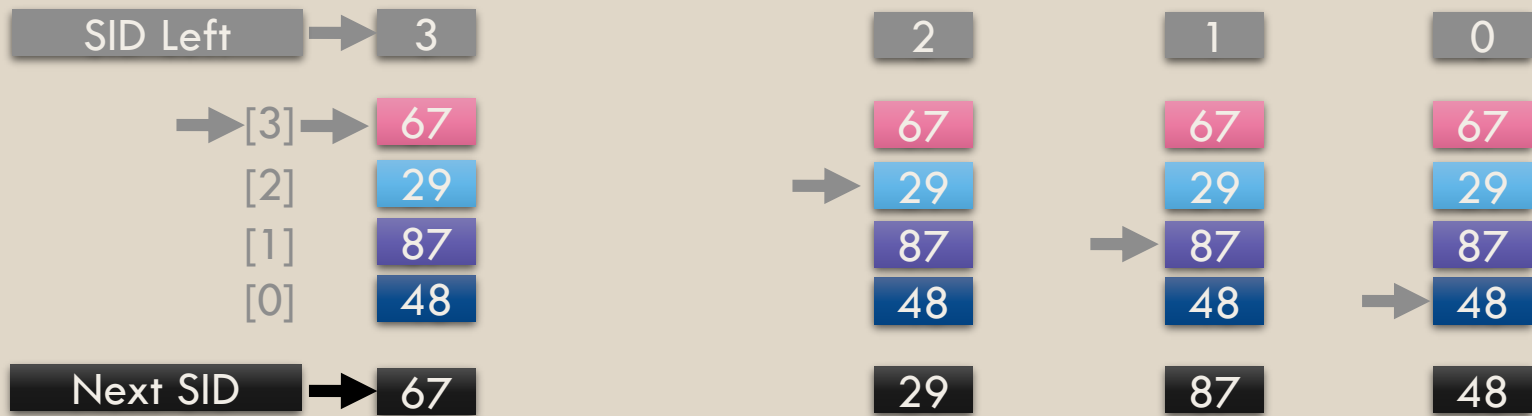 SID Left 3 2 1 0
[3] 67 67 67 67
[2] 29 29 29 29
[1] 87 87 87 87
[0] 48 48 48 48
Next SID 67 29 87 48